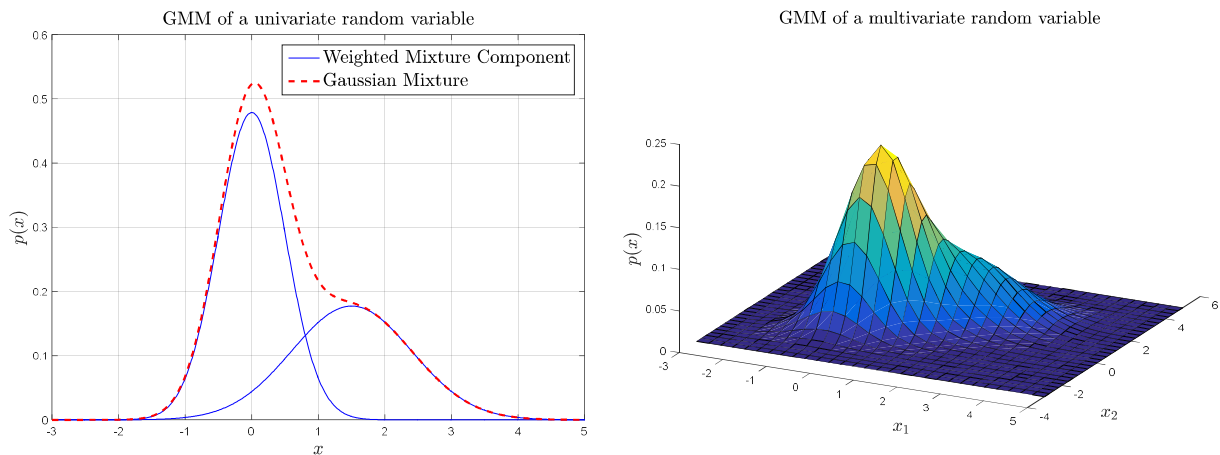 GMM of a univariate random variable
Weighted Mixture Component
Gaussian Mixture
0.6
0.5
0.4
0.3
0.2
0.1
0
p(x)
-3 -2 -1 0 1 2 3 4 5
x
GMM of a multivariate random variable
0.25
0.2
0.15
0.1
0.05
0
p(x)
-3 -2 -1 0 1 2 3 4 5
x1
-4 -2 0 2 4 6
x2